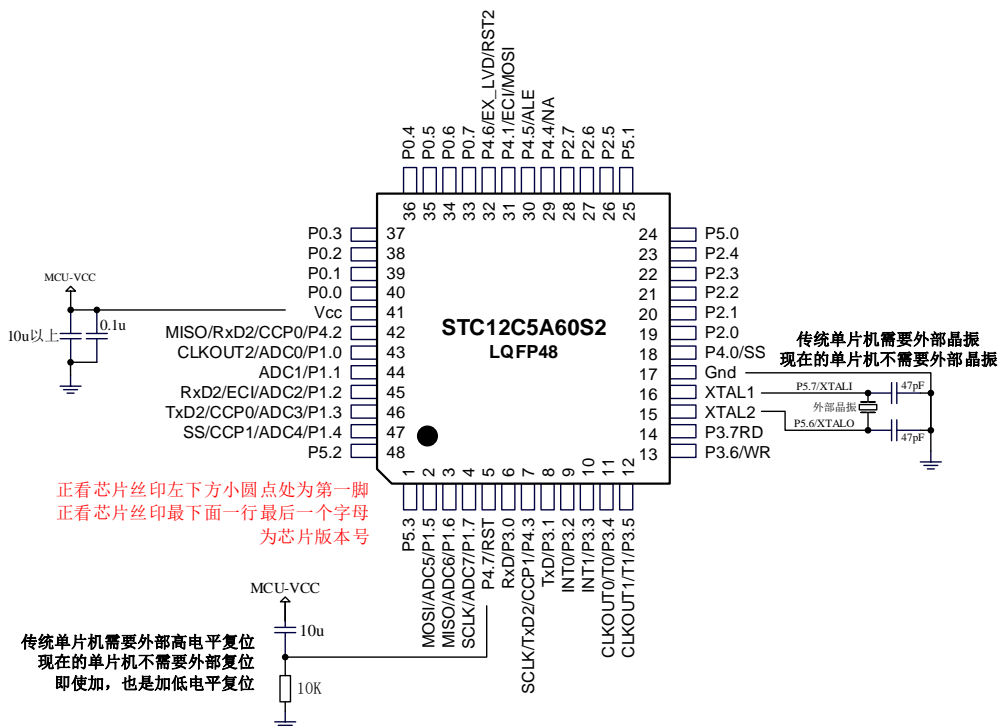 P0.4
P0.5
P0.6
P0.7
P4.6/EX_LVD/RST2
P4.1/ECI/MOSI
P4.5/ALE
P4.4/NA
P2.7
P2.6
P2.5
P5.1
36
35
34
33
32
31
30
29
28
27
26
25
P0.3 37
P0.2 38
P0.1 39
P0.0 40
Vcc 41
MISO/RxD2/CCP0/P4.2 42
CLKOUT2/ADC0/P1.0 43
ADC1/P1.1 44
RxD2/ECI/ADC2/P1.2 45
TxD2/CCP0/ADC3/P1.3 46
SS/CCP1/ADC4/P1.4 47
P5.2 48
MCU-VCC
10u以上
0.1u
STC12C5A60S2
LQFP48
24 P5.0
23 P2.4
22 P2.3
21 P2.2
20 P2.1
19 P2.0
18 P4.0/SS
17 Gnd
16 XTAL1
15 XTAL2
14 P3.7RD
13 P3.6/WR
传统单片机需要外部晶振
现在的单片机不需要外部晶振
P5.7/XTALI
47pF
外部晶振
P5.6/XTALO
47pF
1
2
3
4
5
6
7
8
9
10
11
12
P5.3
MOSI/ADC5/P1.5
MISO/ADC6/P1.6
SCLK/ADC7/P1.7
P4.7/RST
RxD/P3.0
SCLK/TxD2/CCP1/P4.3
TxD/P3.1
INT0/P3.2
INT1/P3.3
CLKOUT0/T0/P3.4
CLKOUT1/T1/P3.5
正看芯片丝印左下方小圆点处为第一脚
正看芯片丝印最下面一行最后一个字母
为芯片版本号
MCU-VCC
10u
传统单片机需要外部高电平复位
现在的单片机不需要外部复位
即使加，也是加低电平复位
10K